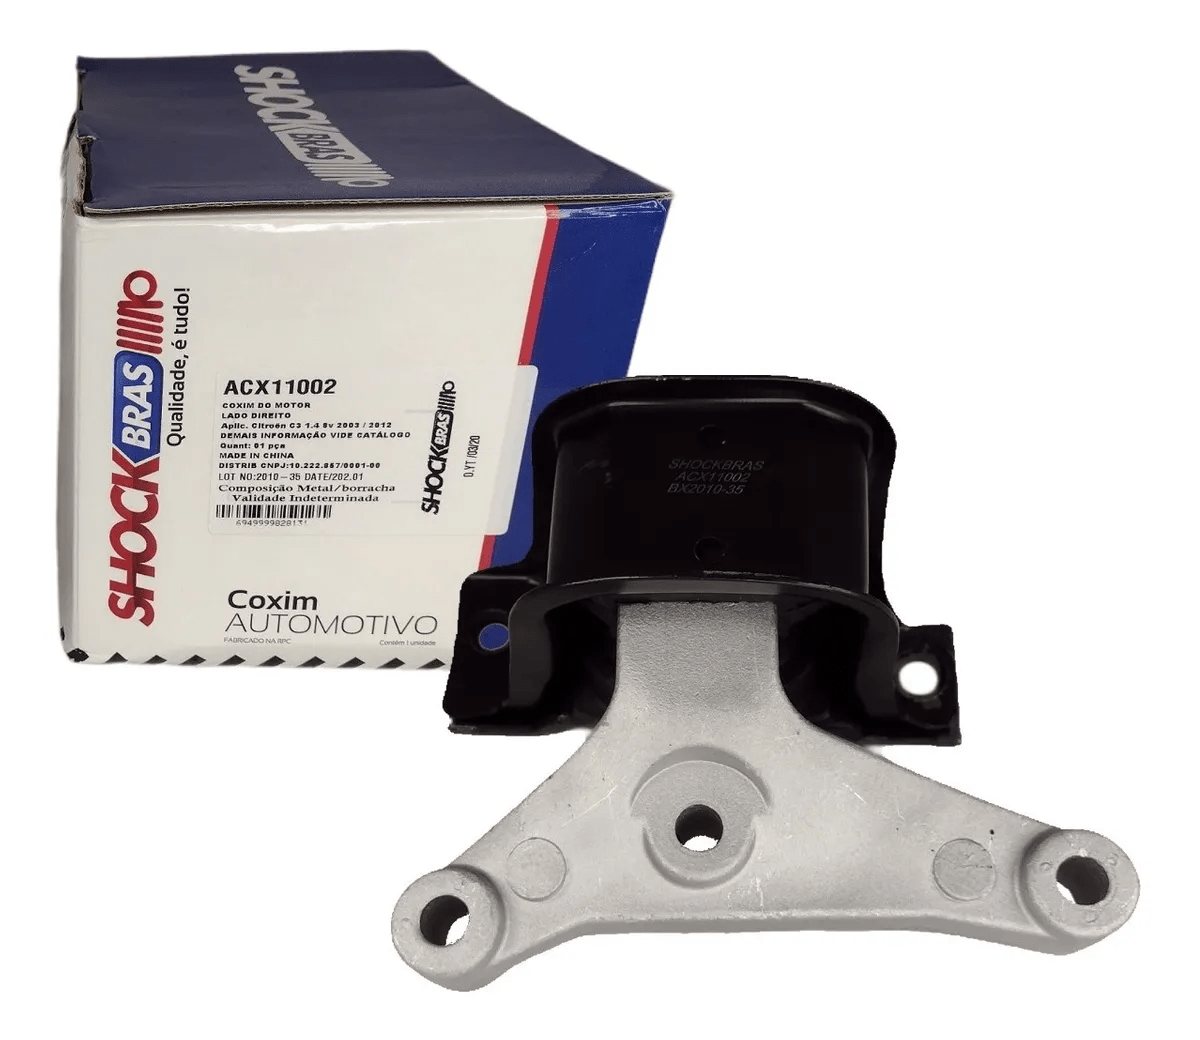 SHOCKBRAS
SHOCKBRAS
Qualidade, é tudo!
ACX11002
COXIM DO MOTOR
LADO DIREITO
Aplic. Citroën C3 1.4 8v 2003 / 2012
DEMAIS INFORMAÇÃO VIDE CATÁLOGO
Quant: 01 pça
MADE IN CHINA
DISTRIB CNPJ:10.222.857/0001-00
LOT NO:2010-35 DATE/202.01
Composição Metal/borracha
Validade Indeterminada
6949999828131
SHOCKBRAS
D.YT /03/20
Coxim
AUTOMOTIVO
FABRICADO NA RPC
Contém 1 unidade
SHOCKBRAS
ACX11002
BX2010-35